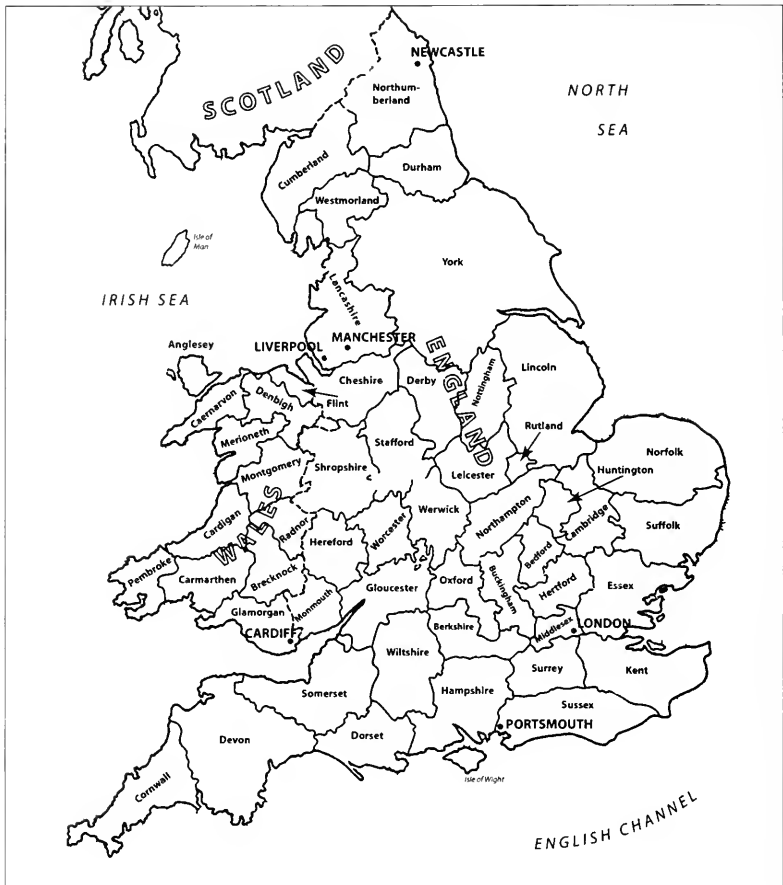 NEWCASTLE
SCOTLAND
Northum-
berland
NORTH
SEA
Cumberland
Durham
Westmorland
Isle of
Man
York
IRISH SEA
Lancashire
Anglesey
LIVERPOOL
MANCHESTER
ENGLAND
Caernarvon
Denbigh
Flint
Cheshire
Derby
Nottingham
Lincoln
Merioneth
Rutland
Montgomery
Shropshire
Stafford
Leicester
Norfolk
Huntington
Cardigan
WALES
Radnor
Hereford
Worcester
Werwick
Northampton
Cambridge
Suffolk
Pembroke
Carmarthen
Brecknock
Bedford
Glamorgan
Monmouth
Gloucester
Oxford
Buckingham
Hertford
Essex
CARDIFF
Berkshire
Middlesex
LONDON
Wiltshire
Surrey
Kent
Somerset
Hampshire
Sussex
PORTSMOUTH
Devon
Dorset
Cornwall
Isle of Wight
ENGLISH CHANNEL